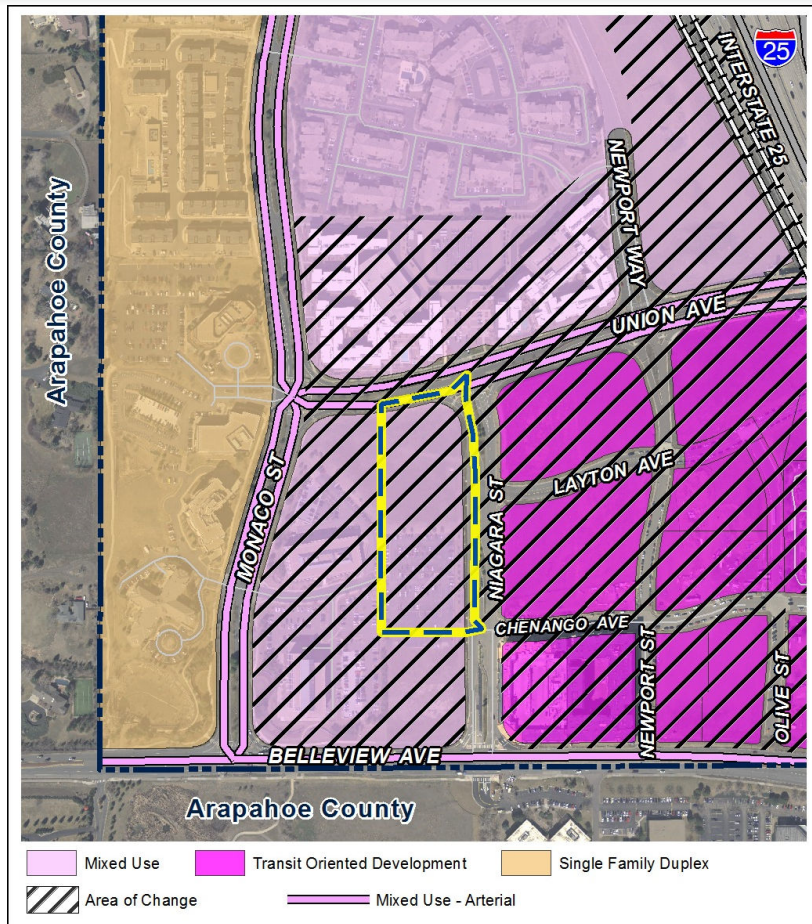 INTERSTATE 25
25
NEWPORT WAY
Arapahoe County
UNION AVE
MONACO ST
LAYTON AVE
NIAGARA ST
CHENANGO AVE
NEWPORT ST
OLIVE ST
BELLEVIEW AVE
Arapahoe County
Mixed Use
Transit Oriented Development
Single Family Duplex
Area of Change
Mixed Use - Arterial